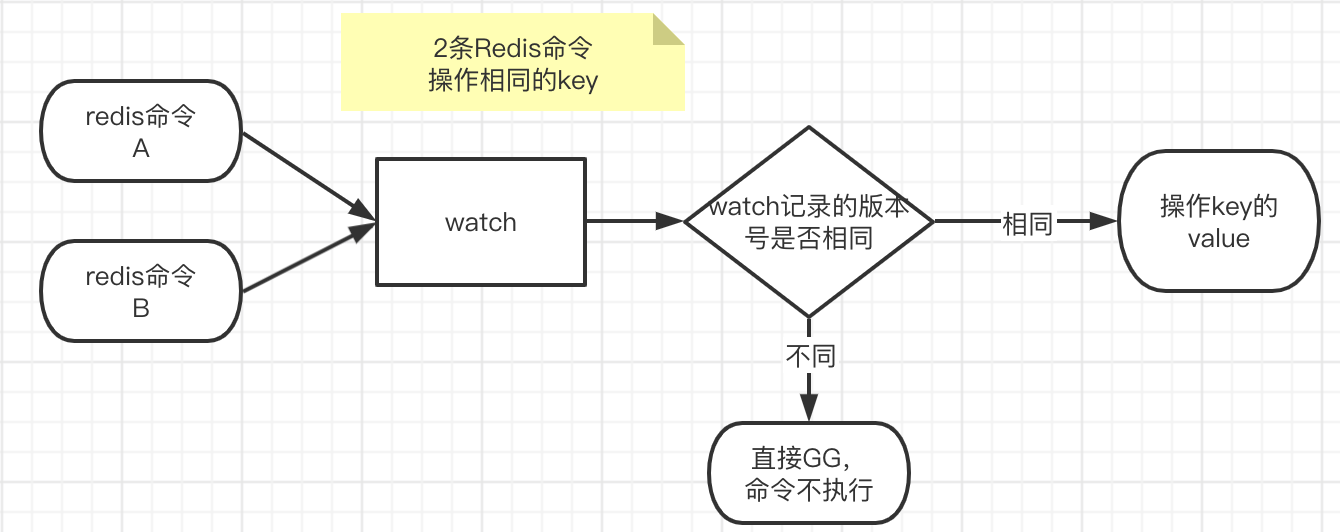 2条Redis命令
操作相同的key
redis命令
A
redis命令
B
watch
watch记录的版本
号是否相同
相同
操作key的
value
不同
直接GG，
命令不执行